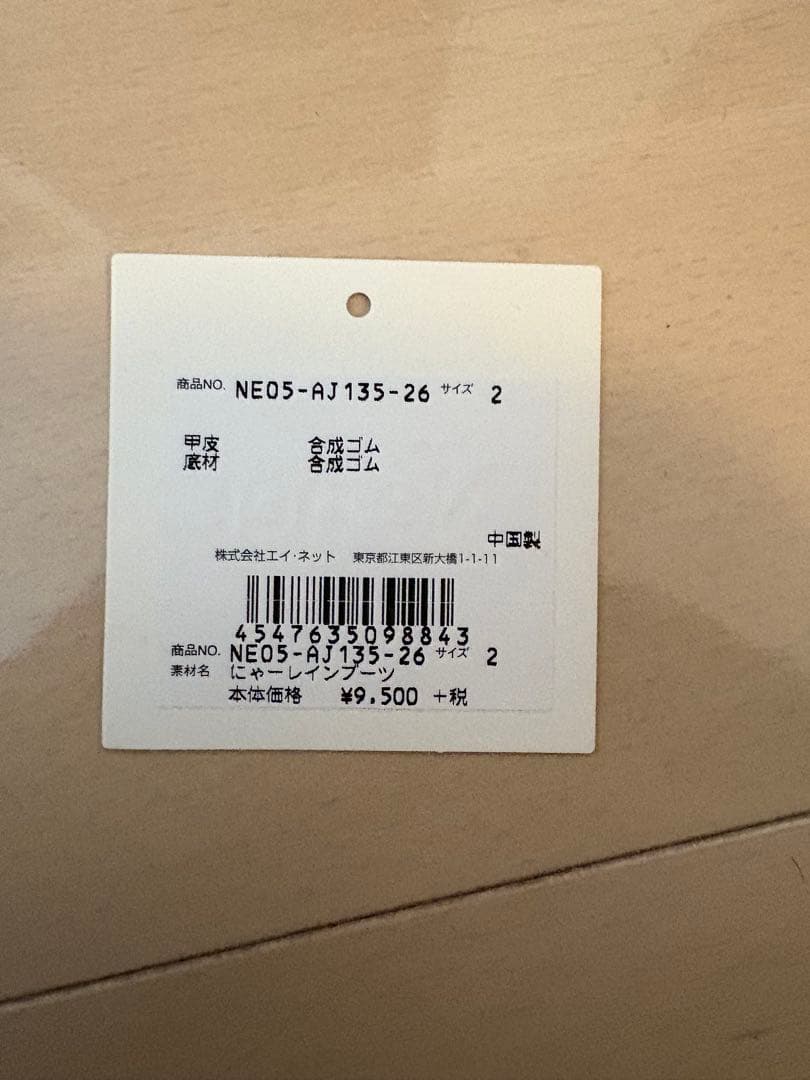 商品NO. NE05-AJ135-26 サイズ 2
甲皮 合成ゴム
底材 合成ゴム
中国製
株式会社エイ・ネット 東京都江東区新大橋1-1-11
4547635098843
商品NO. NE05-AJ135-26 サイズ 2
素材名 にゃーレインブーツ
本体価格 ¥9,500 +税